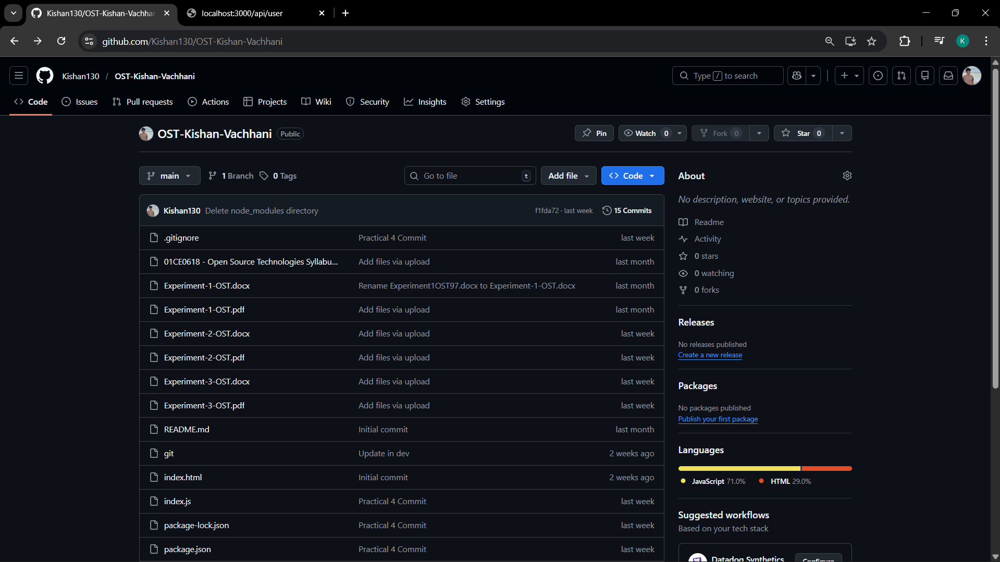 Kishan130/OST-Kishan-Vachhan
localhost:3000/api/user
github.com/Kishan130/OST-Kishan-Vachhani
K
Kishan130 / OST-Kishan-Vachhani
Type / to search
Code
Issues
Pull requests
Actions
Projects
Wiki
Security
Insights
Settings
OST-Kishan-Vachhani Public
Pin
Watch 0
Fork 0
Star 0
main
1 Branch
0 Tags
Go to file t
Add file
Code
Kishan130 Delete node_modules directory f1fda72 · last week 15 Commits
.gitignore Practical 4 Commit last week
01CE0618 - Open Source Technologies Syllabu... Add files via upload last month
Experiment-1-OST.docx Rename Experiment1OST97.docx to Experiment-1-OST.docx last month
Experiment-1-OST.pdf Add files via upload last month
Experiment-2-OST.docx Add files via upload last week
Experiment-2-OST.pdf Add files via upload last week
Experiment-3-OST.docx Add files via upload last week
Experiment-3-OST.pdf Add files via upload last week
README.md Initial commit last month
git Update in dev 2 weeks ago
index.html Initial commit 2 weeks ago
index.js Practical 4 Commit last week
package-lock.json Practical 4 Commit last week
package.json Practical 4 Commit last week
About
No description, website, or topics provided.
Readme
Activity
0 stars
0 watching
0 forks
Releases
No releases published
Create a new release
Packages
No packages published
Publish your first package
Languages
JavaScript 71.0% HTML 29.0%
Suggested workflows
Based on your tech stack
Datadog Synthetics Configure